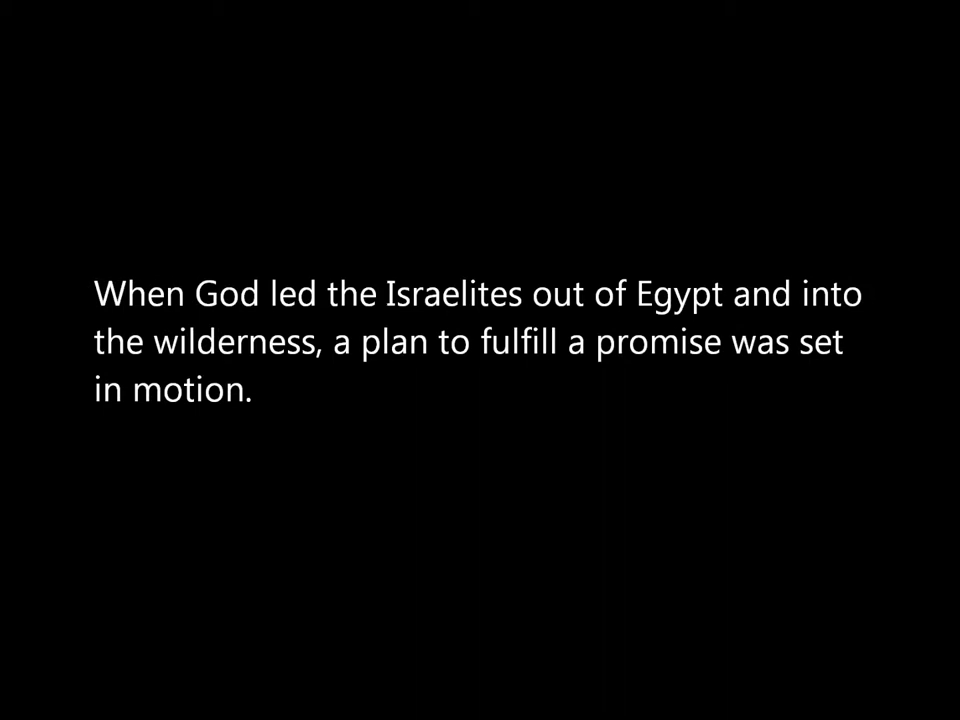 When God led the Israelites out of Egypt and into
the wilderness, a plan to fulfill a promise was set
in motion.